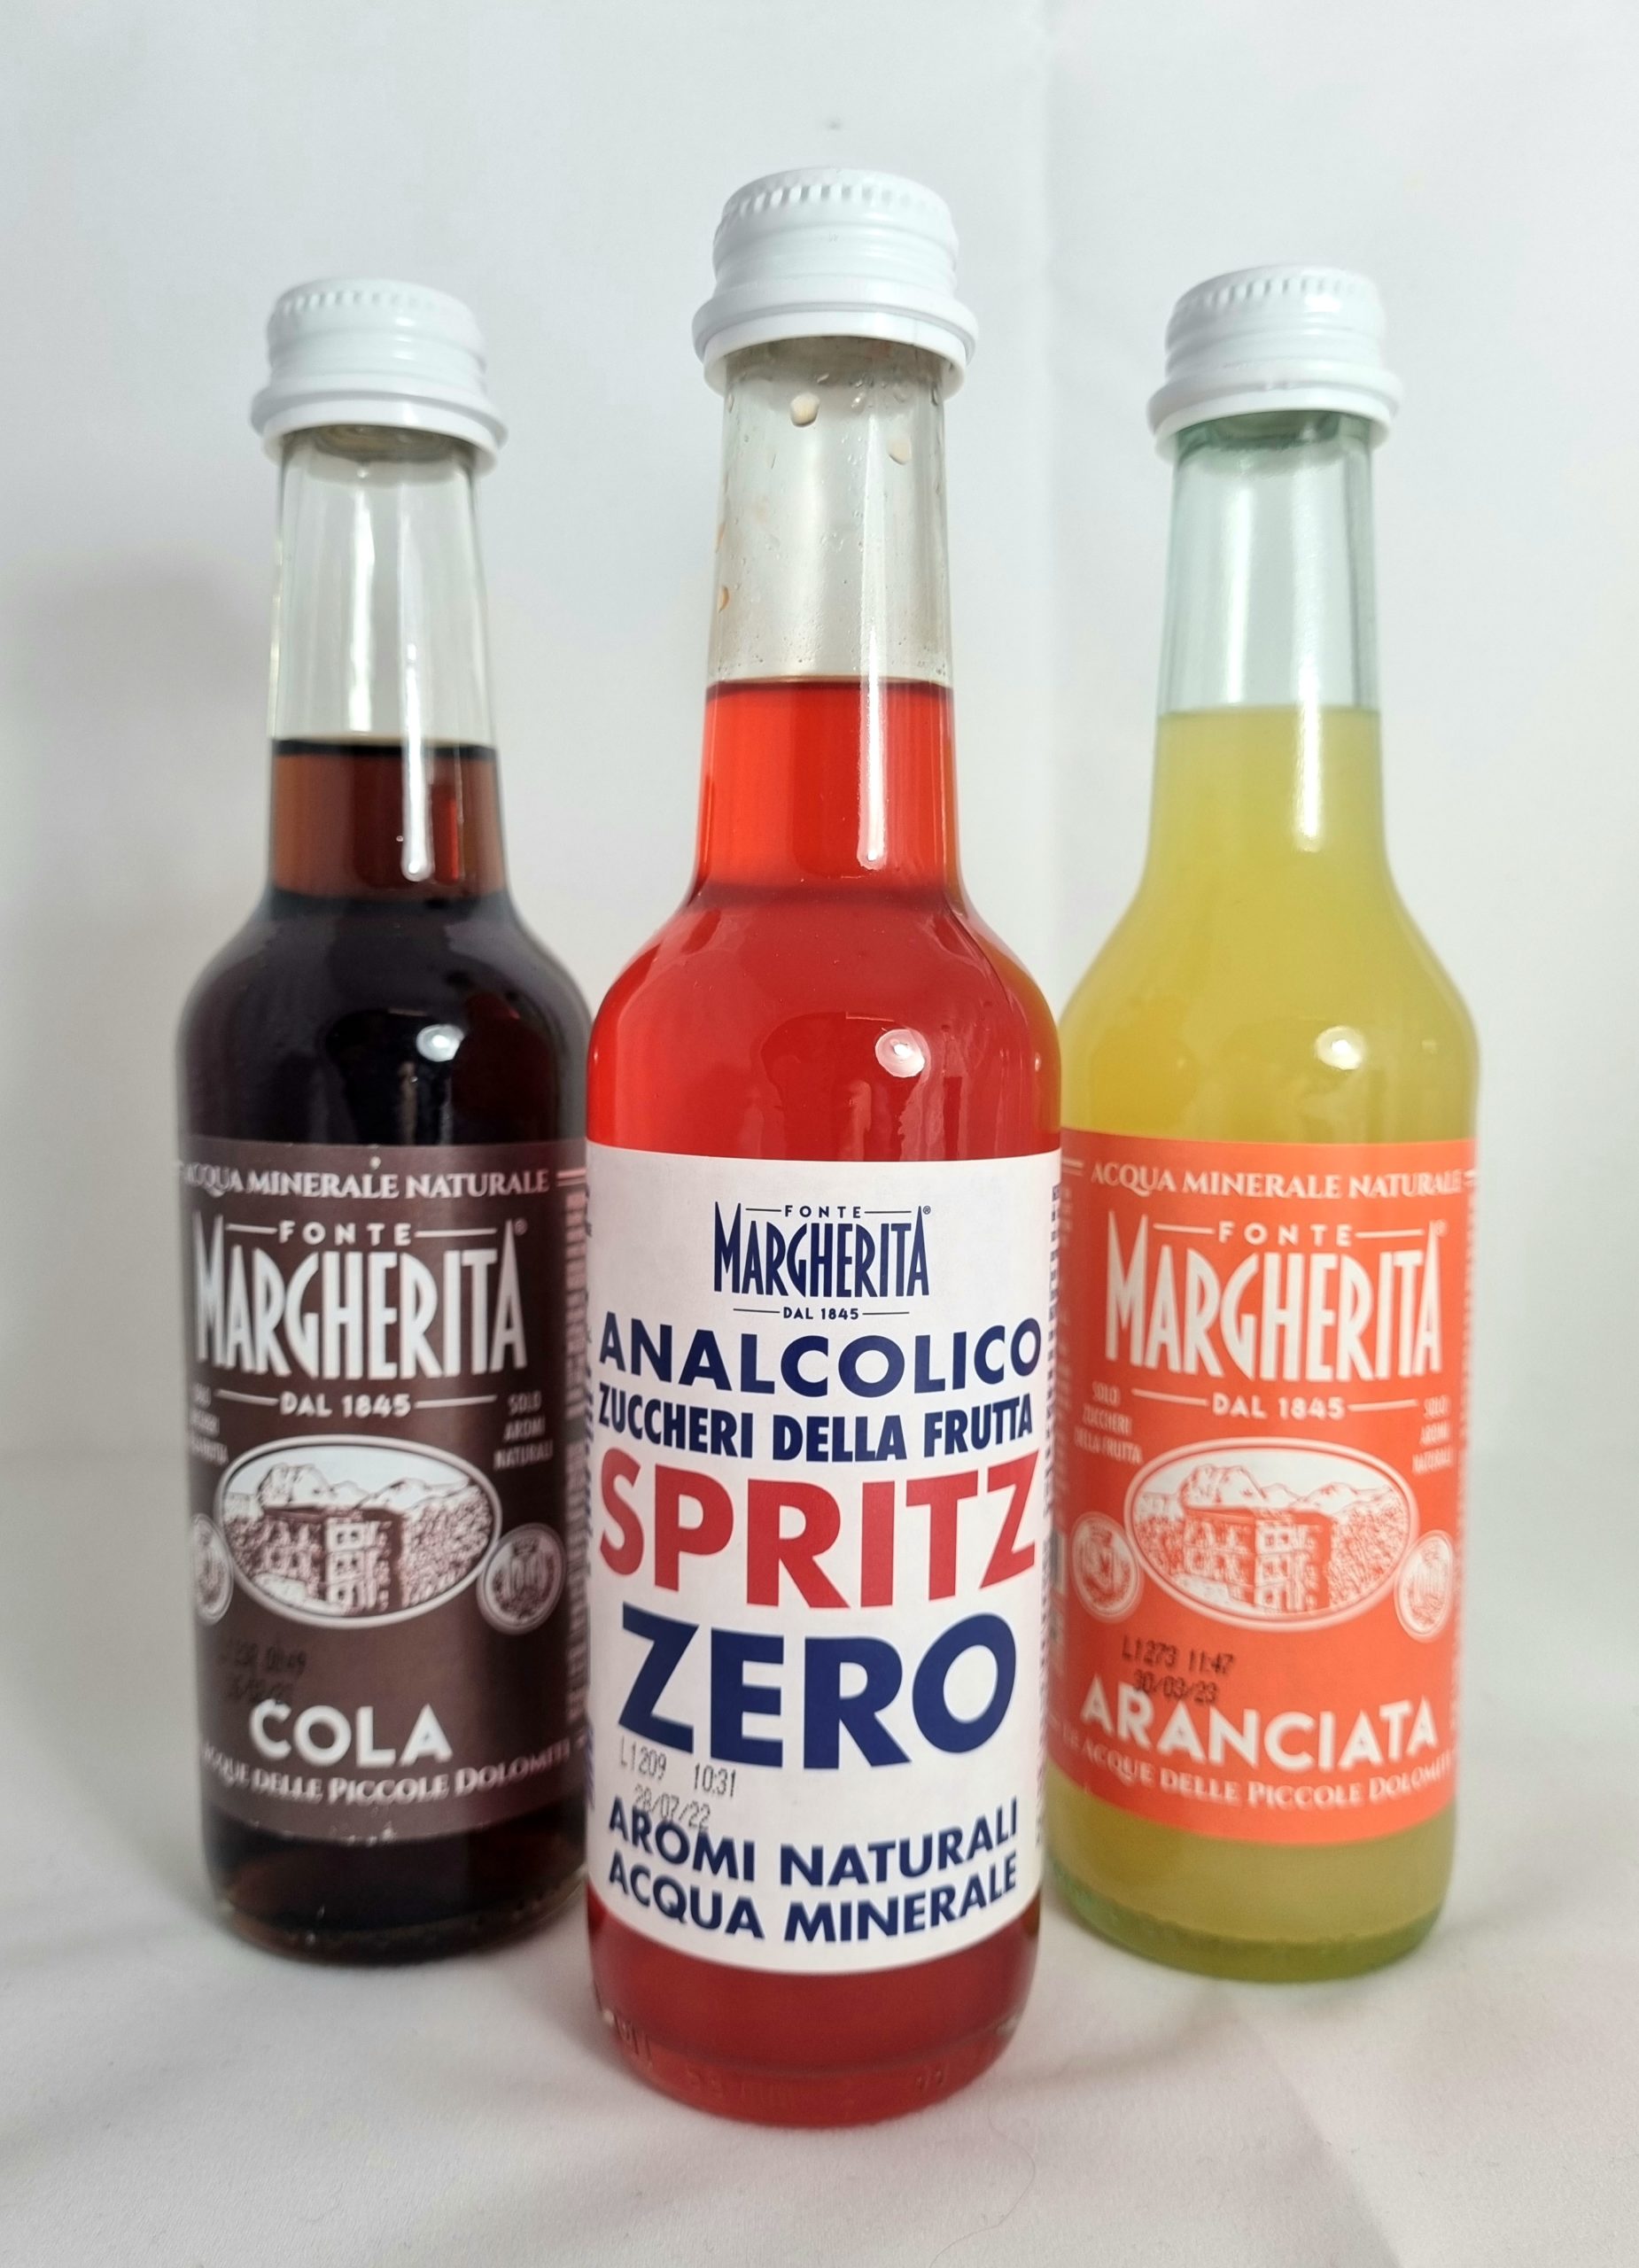 ACQUA MINERALE NATURALE
FONTE
MARGHERITA®
DAL 1845
SOLO
AROMI
NATURALI
COLA
ACQUE DELLE PICCOLE DOLOMITI
FONTE
MARGHERITA®
DAL 1845
ANALCOLICO
ZUCCHERI DELLA FRUTTA
SPRITZ
ZERO
L1209 10:31
28/07/22
AROMI NATURALI
ACQUA MINERALE
ACQUA MINERALE NATURALE
FONTE
MARGHERITA®
DAL 1845
SOLO
ZUCCHERI
DELLA FRUTTA
SOLO
AROMI
NATURALI
L1273 11:47
30/03/23
ARANCIATA
LE ACQUE DELLE PICCOLE DOLOMITI